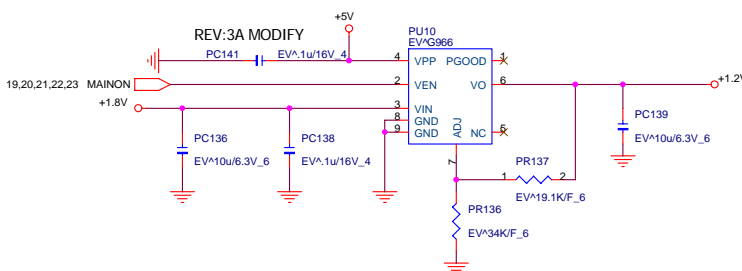 +5V
REV:3A MODIFY
PU10
EV^G966
PC141
EV^.1u/16V_4
4
VPP
PGOOD
1
19,20,21,22,23
MAINON
2
VEN
VO
6
+1.2V
+1.8V
3
VIN
8
GND
9
GND
ADJ
NC
5
7
PC136
EV^10u/6.3V_6
PC138
EV^.1u/16V_4
PC139
EV^10u/6.3V_6
PR137
1
2
EV^19.1K/F_6
PR136
EV^34K/F_6